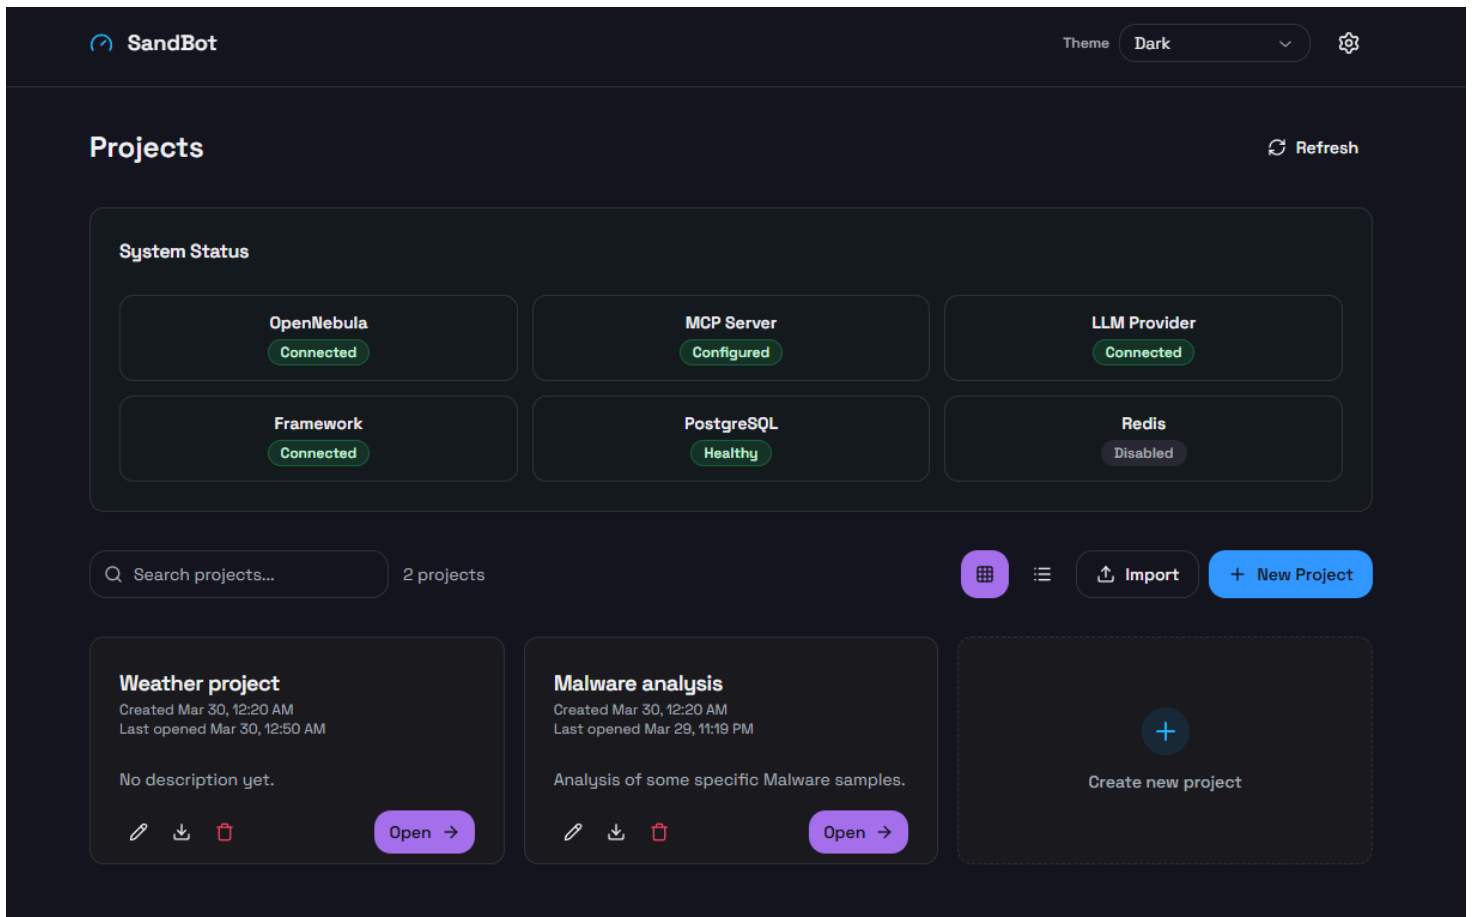 SandBot
Theme
Dark
Projects
Refresh
System Status
OpenNebula
Connected
MCP Server
Configured
LLM Provider
Connected
Framework
Connected
PostgreSQL
Healthy
Redis
Disabled
Search projects...
2 projects
Import
New Project
Weather project
Created Mar 30, 12:20 AM
Last opened Mar 30, 12:50 AM
No description yet.
Open
Malware analysis
Created Mar 30, 12:20 AM
Last opened Mar 29, 11:19 PM
Analysis of some specific Malware samples.
Open
Create new project